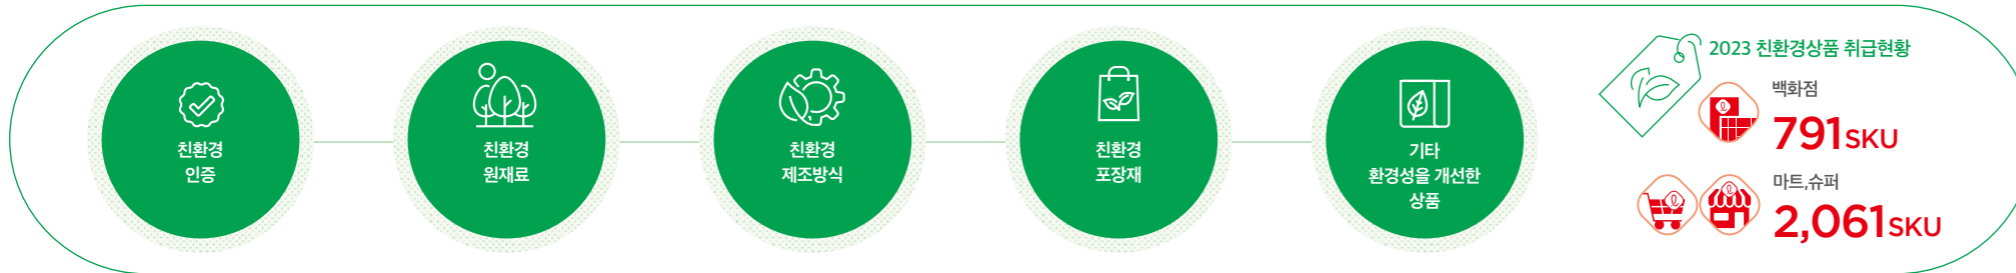 친환경
인증
친환경
원재료
친환경
제조방식
친환경
포장재
기타
환경성을 개선한
상품
2023 친환경상품 취급현황
백화점
791SKU
마트,슈퍼
2,061SKU